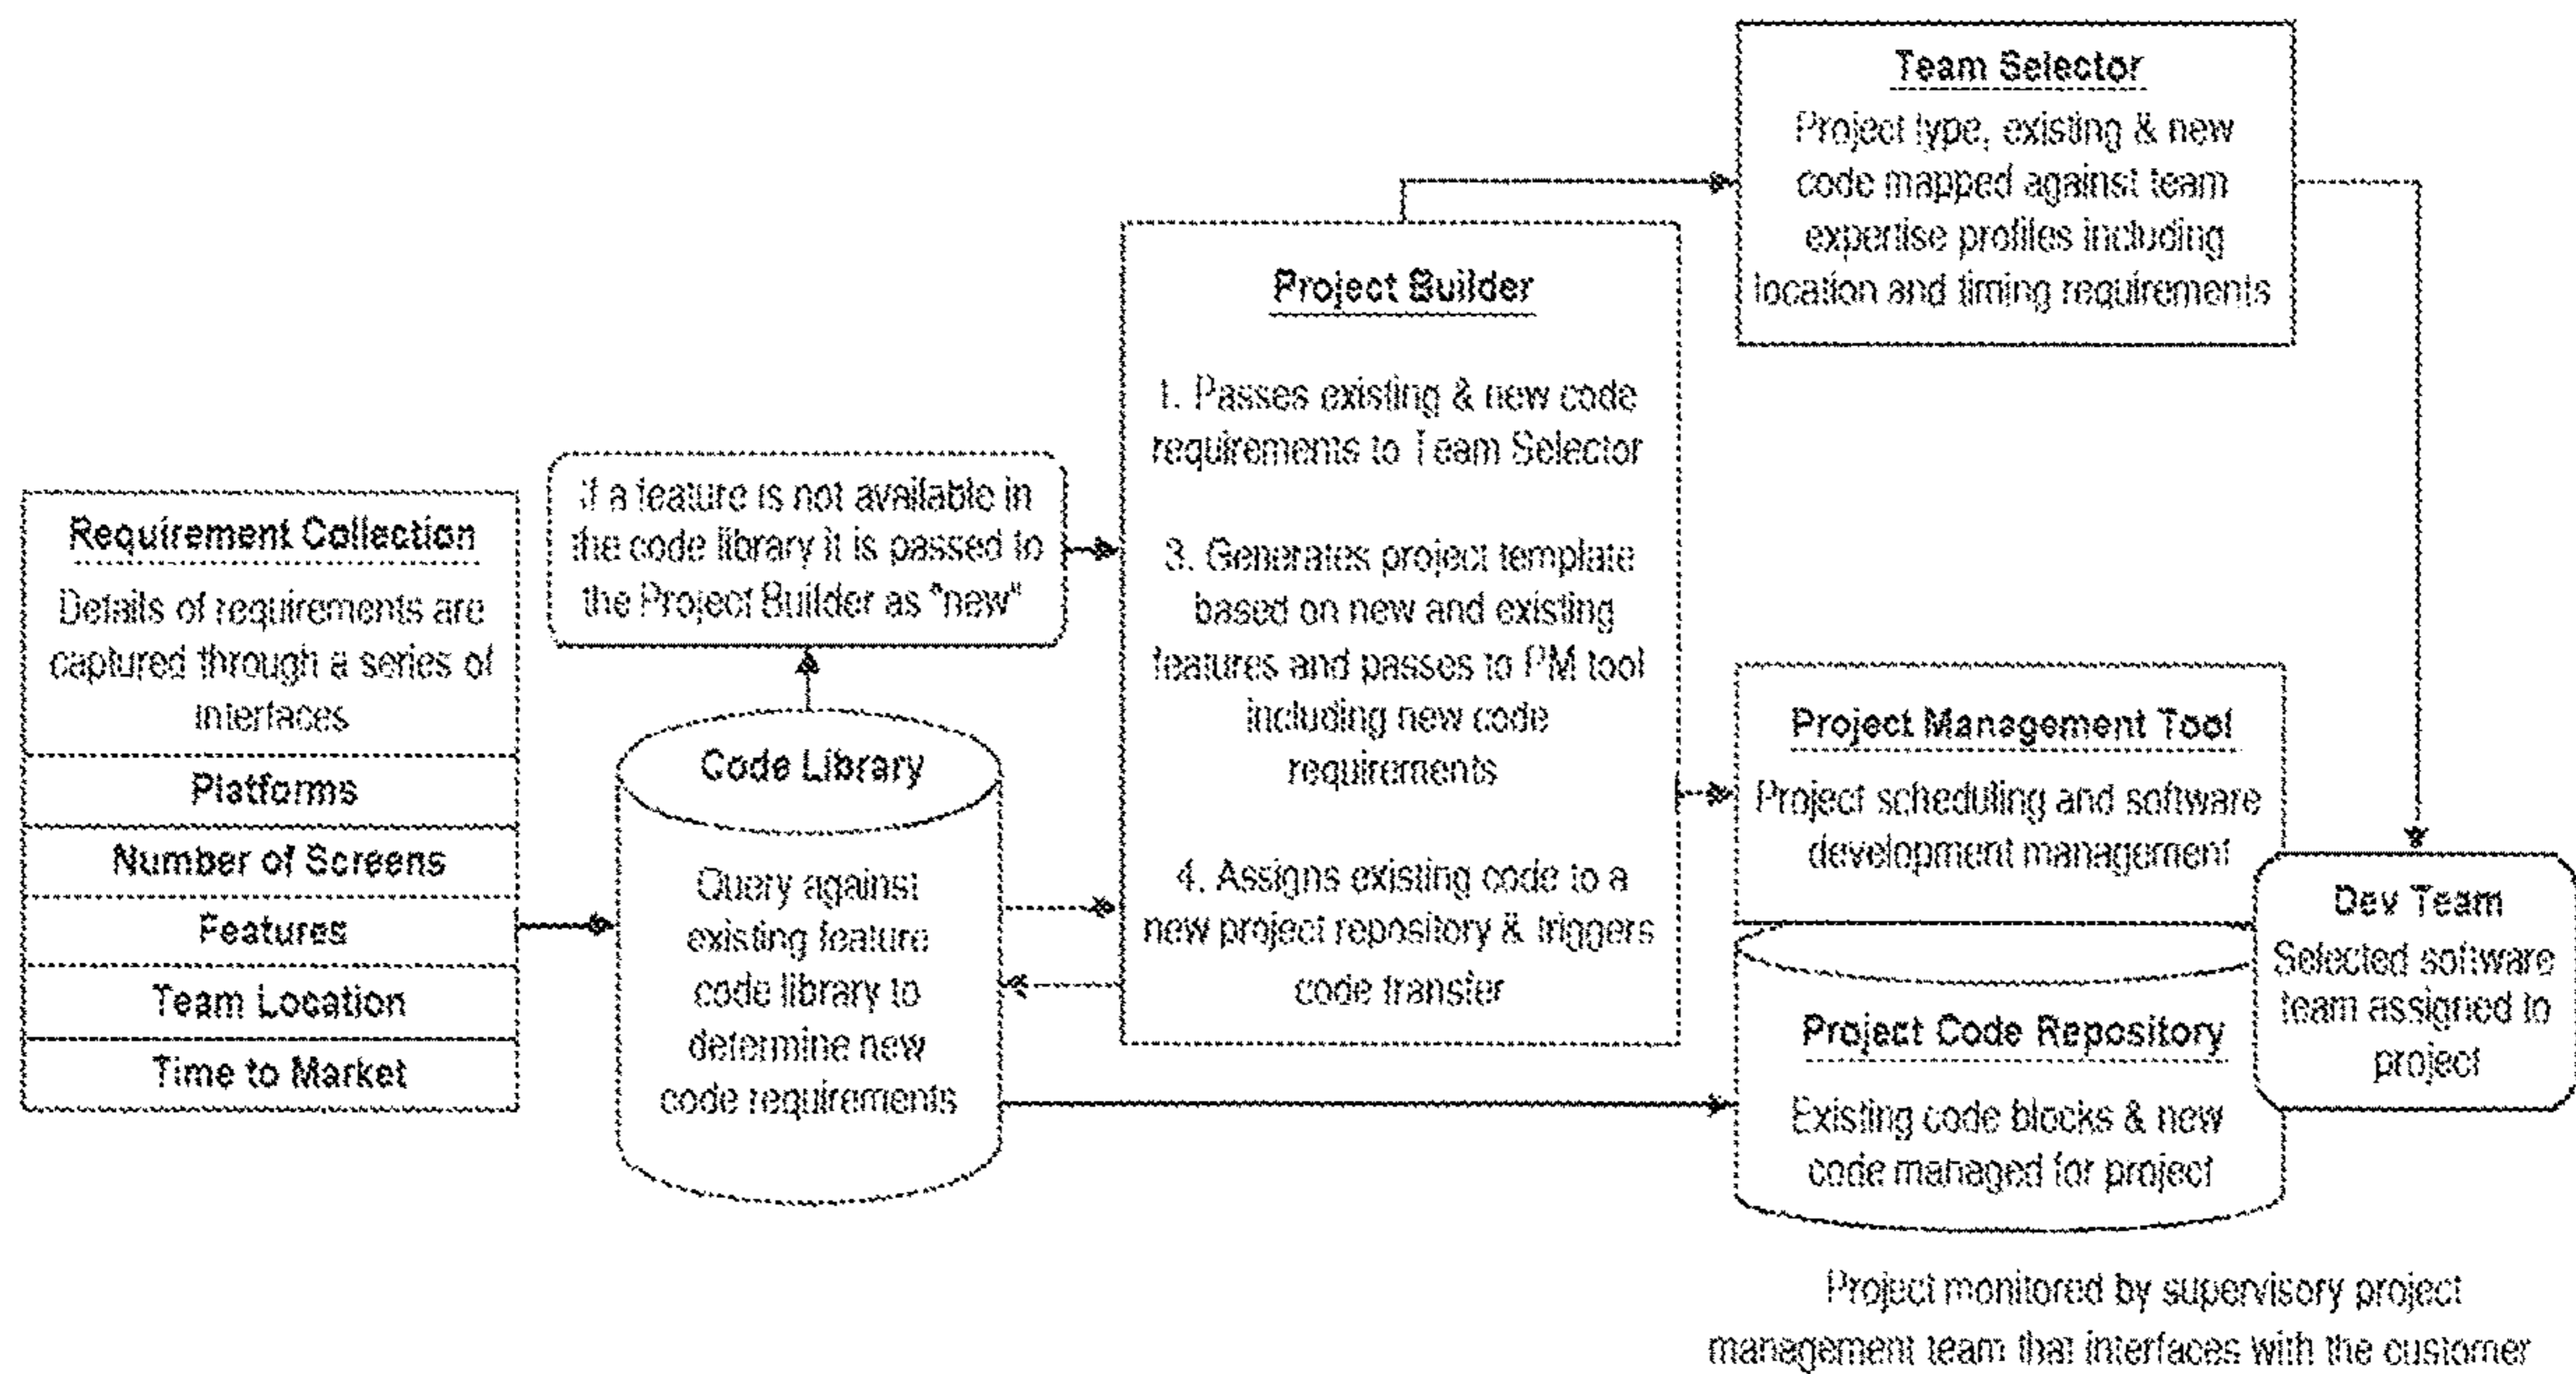 Requirement Collection
Details of requirements are
captured through a series of
interfaces
Platforms
Number of Screens
Features
Team Location
Time to Market
If a feature is not available in
the code library it is passed to
the Project Builder as "new"
Code Library
Query against
existing feature
code library to
determine new
code requirements
Project Builder
1. Passes existing & new code
requirements to Team Selector
3. Generates project template
based on new and existing
features and passes to PM tool
including new code
requirements
4. Assigns existing code to a
new project repository & triggers
code transfer
Team Selector
Project type, existing & new
code mapped against team
expertise profiles including
location and timing requirements
Project Management Tool
Project scheduling and software
development management
Dev Team
Selected software
team assigned to
project
Project Code Repository
Existing code blocks & new
code managed for project
Project monitored by supervisory project
management team that interfaces with the customer